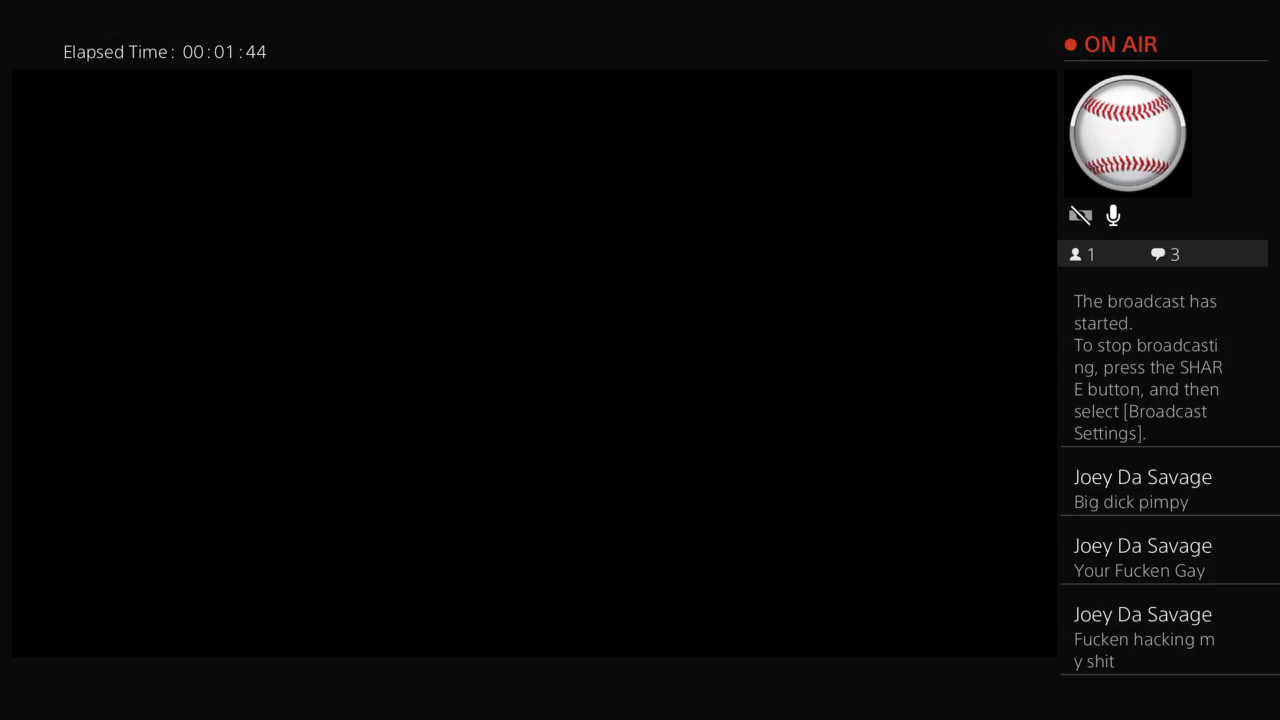 Elapsed Time: 00:01:44
ON AIR
1 3
The broadcast has
started.
To stop broadcasti
ng, press the SHAR
E button, and then
select [Broadcast
Settings].
Joey Da Savage
Big dick pimpy
Joey Da Savage
Your Fucken Gay
Joey Da Savage
Fucken hacking m
y shit